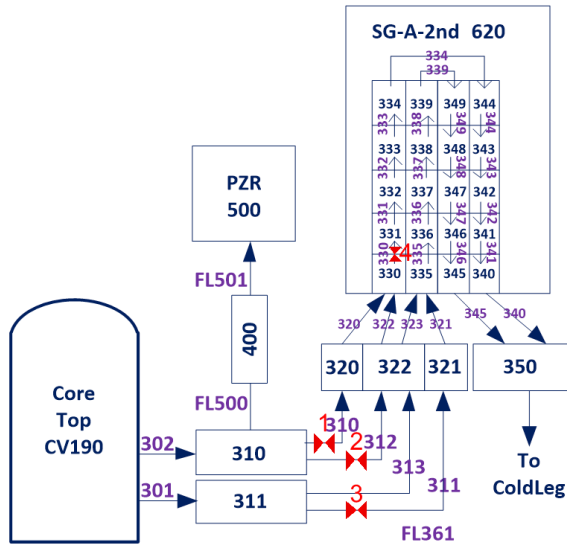 SG-A-2nd 620
334
339
334 339 349 344
333 338 349 344
333 338 348 343
332 337 348 343
332 337 347 342
331 336 347 342
331 336 346 341
330 4 335 346 341
330 335 345 340
PZR
500
FL501
400
FL500
320 322 323 321 345 340
320 322 321 350
Core
Top
CV190
302
301
310
311
1 310
2 312
313
3 311
FL361
To
ColdLeg